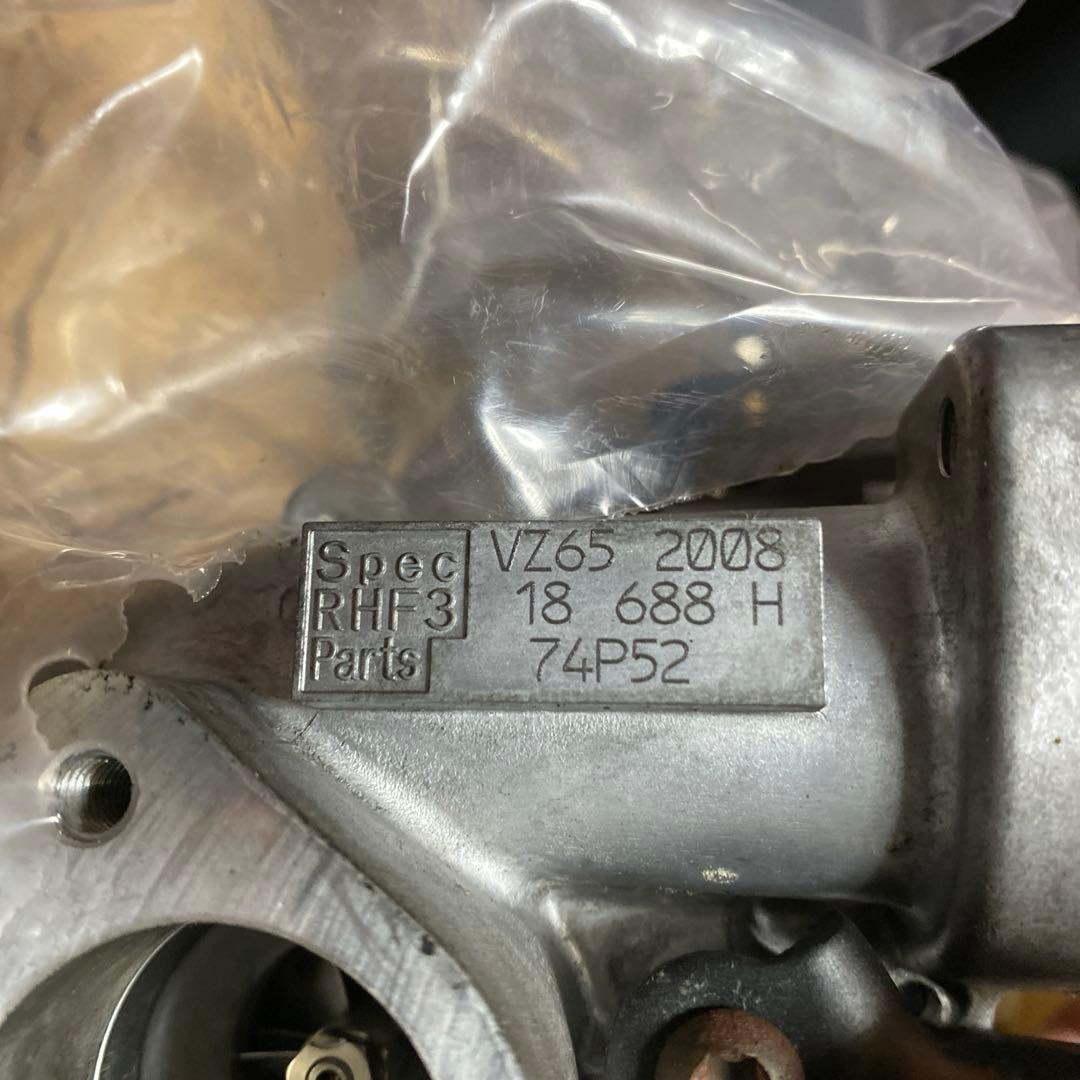 Spec VZ65 2008
RHF3 18 688 H
Parts 74P52